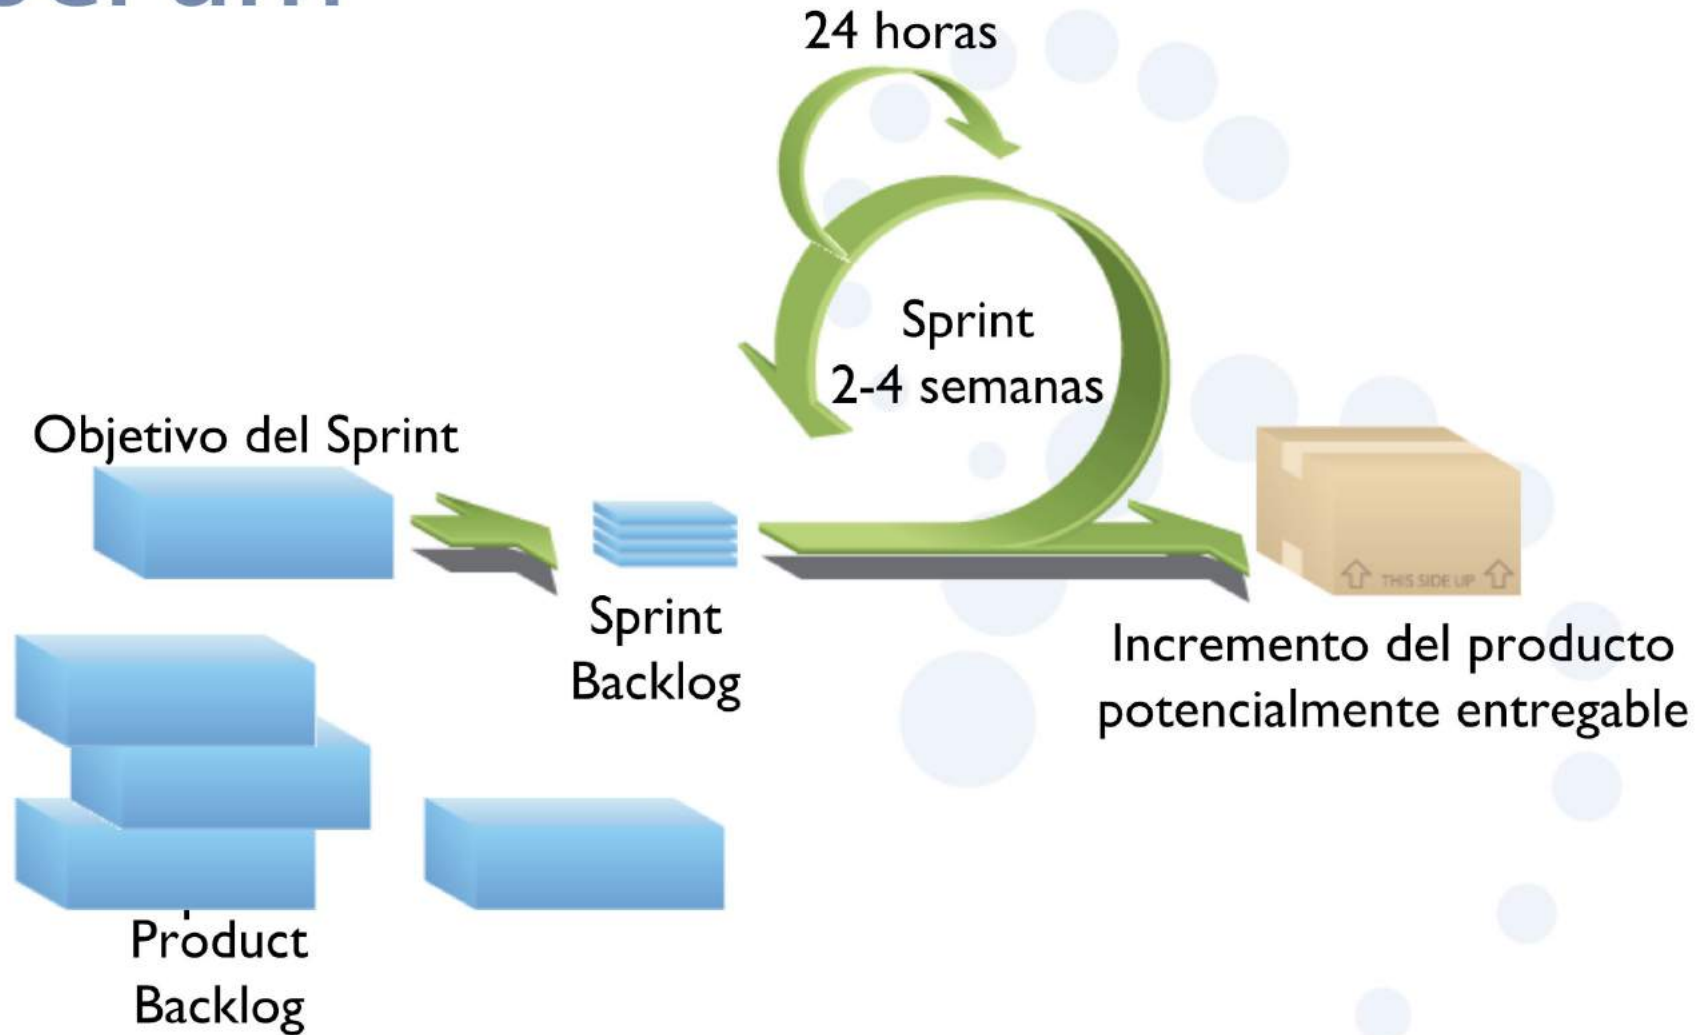 24 horas
Sprint
2-4 semanas
Objetivo del Sprint
Sprint
Backlog
THIS SIDE UP
Incremento del producto
potencialmente entregable
Product
Backlog